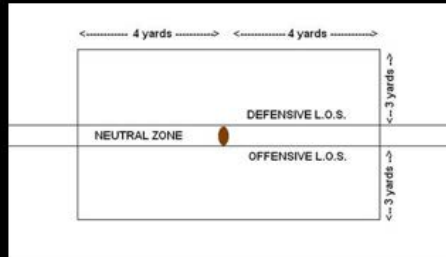 <------------ 4 yards -----------> <------------ 4 yards ----------->
<-- 3 yards -->
DEFENSIVE L.O.S.
NEUTRAL ZONE
OFFENSIVE L.O.S.
<-- 3 yards -->